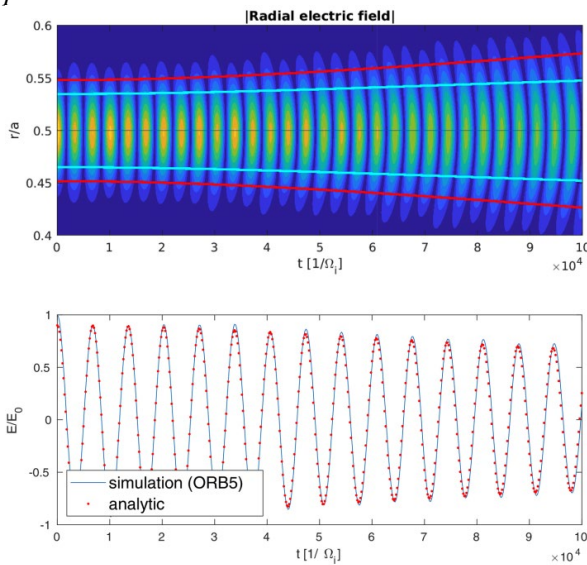 |Radial electric field|
0.6
0.55
0.5
0.45
0.4
r/a
0 1 2 3 4 5 6 7 8 9 10
t [1/Ω_i]
×10^4
1
0.5
0
-0.5
-1
E/E_0
simulation (ORB5)
analytic
0 1 2 3 4 5 6 7 8 9 10
t [1/ Ω_i]
×10^4